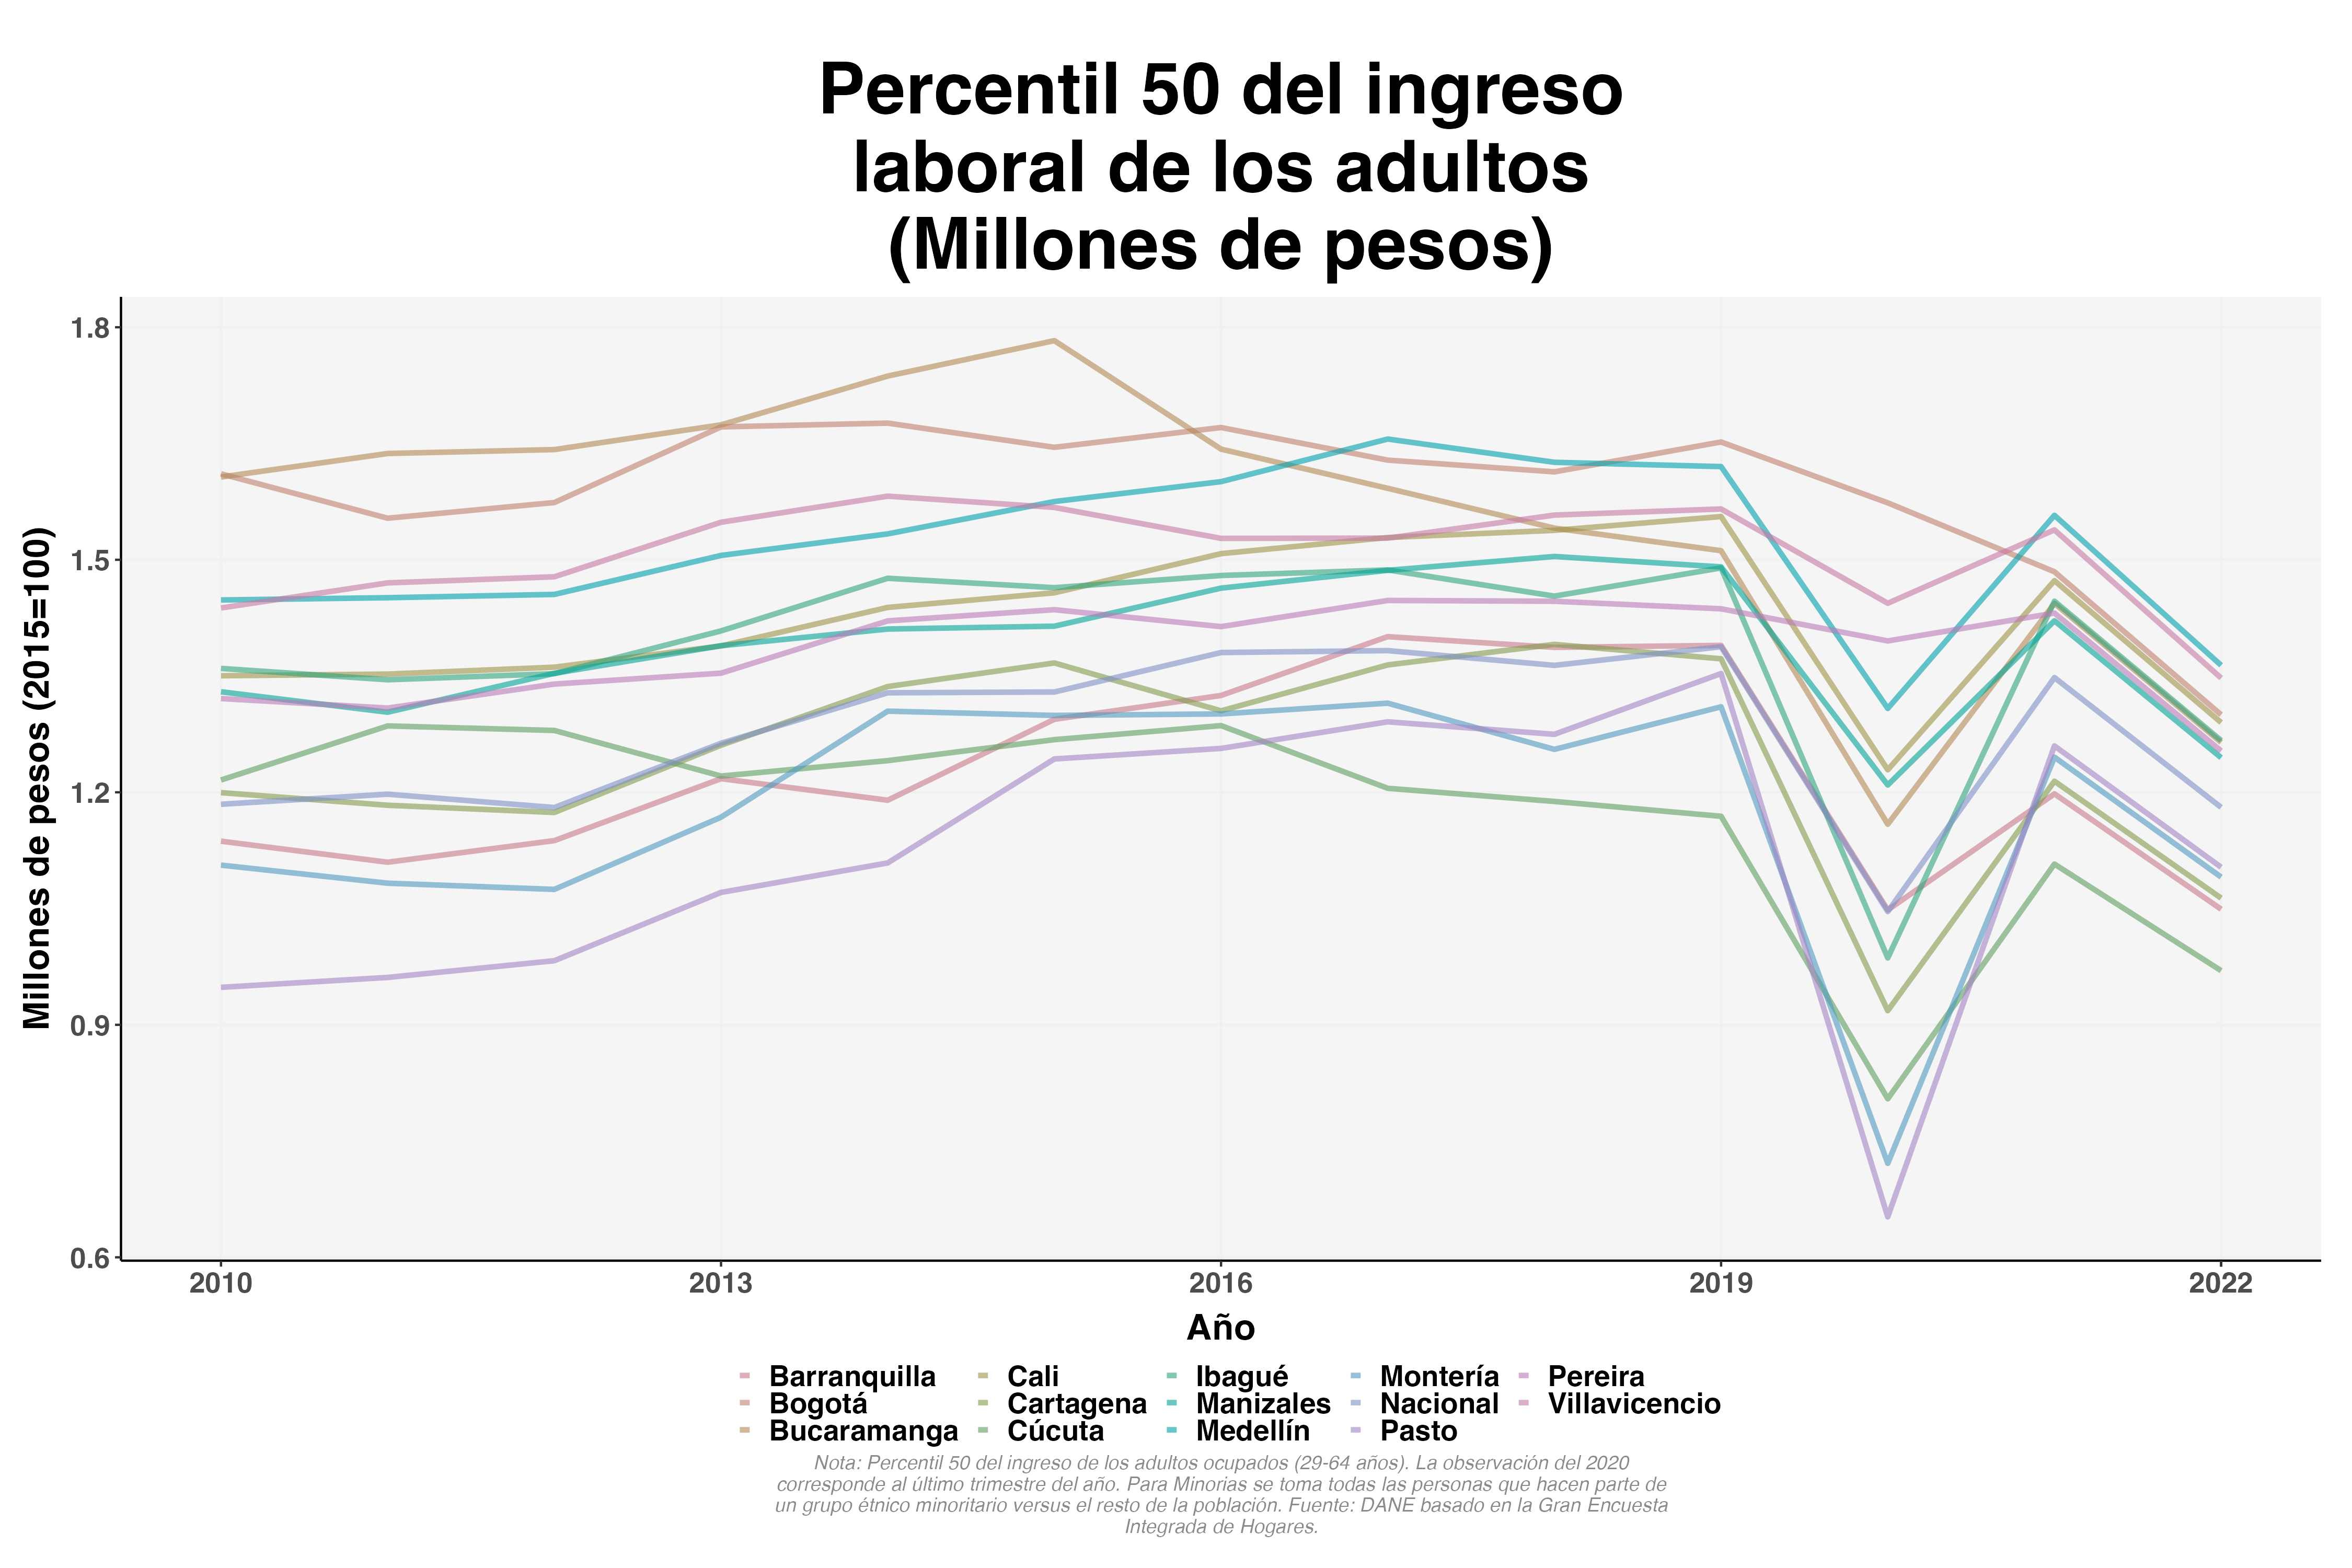 Percentil 50 del ingreso
laboral de los adultos
(Millones de pesos)
Millones de pesos (2015=100)
1.8
1.5
1.2
0.9
0.6
2010
2013
2016
2019
2022
Año
Barranquilla
Bogotá
Bucaramanga
Cali
Cartagena
Cúcuta
Ibagué
Manizales
Medellín
Montería
Nacional
Pasto
Pereira
Villavicencio
Nota: Percentil 50 del ingreso de los adultos ocupados (29-64 años). La observación del 2020
corresponde al último trimestre del año. Para Minorias se toma todas las personas que hacen parte de
un grupo étnico minoritario versus el resto de la población. Fuente: DANE basado en la Gran Encuesta
Integrada de Hogares.